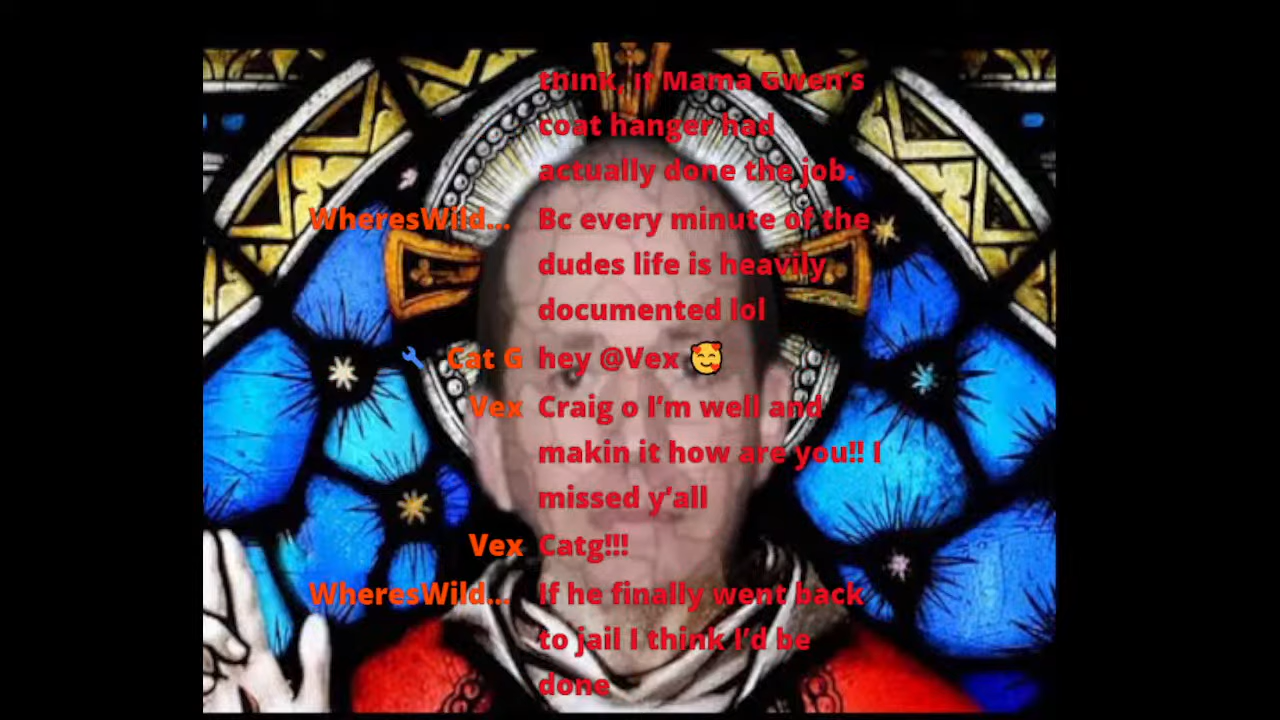 think, if Mama Gwen's
coat hanger had
actually done the job.
WheresWild... Bc every minute of the
dudes life is heavily
documented lol
Cat G hey @Vex 🥰
Vex Craig o I'm well and
makin it how are you!! I
missed y'all
Vex Catg!!!
WheresWild... If he finally went back
to jail I think I'd be
done